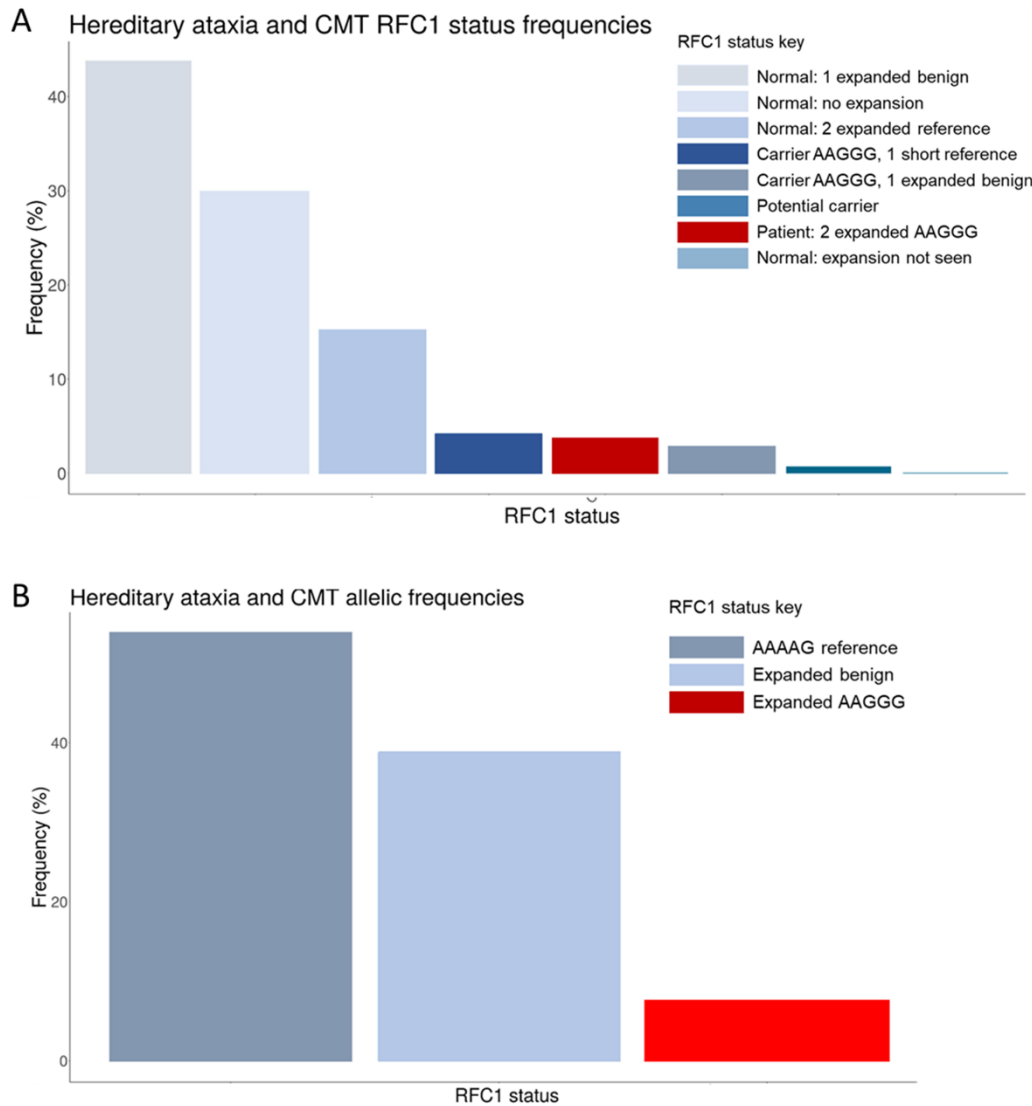 A
Hereditary ataxia and CMT RFC1 status frequencies
RFC1 status key
Normal: 1 expanded benign
Normal: no expansion
Normal: 2 expanded reference
Carrier AAGGG, 1 short reference
Carrier AAGGG, 1 expanded benign
Potential carrier
Patient: 2 expanded AAGGG
Normal: expansion not seen
Frequency (%)
40
30
20
10
0
RFC1 status
B
Hereditary ataxia and CMT allelic frequencies
RFC1 status key
AAAAG reference
Expanded benign
Expanded AAGGG
Frequency (%)
40
20
0
RFC1 status